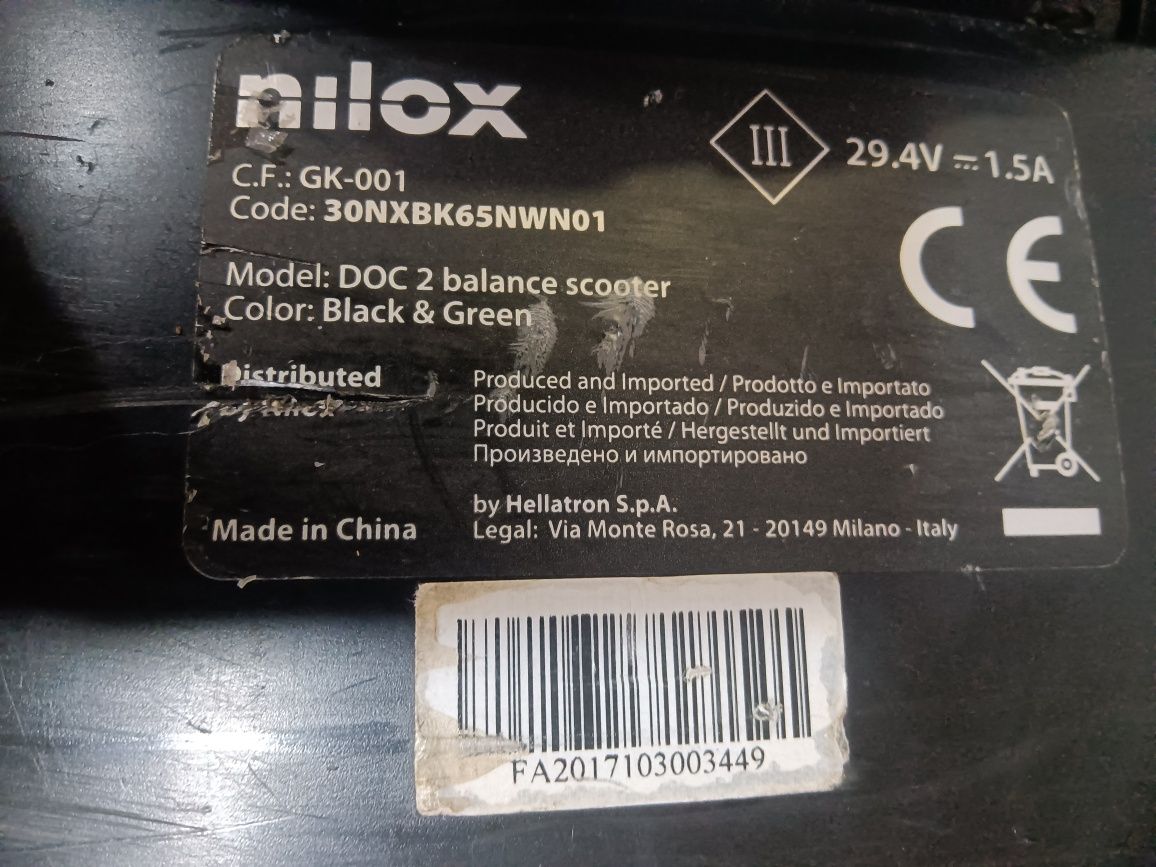 nilox
C.F.: GK-001
Code: 30NXBK65NWN01
III
29.4V ⎓ 1.5A
CE
Model: DOC 2 balance scooter
Color: Black & Green
Distributed
Produced and Imported / Prodotto e Importato
Producido e Importado / Produzido e Importado
Produit et Importé / Hergestellt und Importiert
Произведено и импортировано
by Hellatron S.p.A.
Legal: Via Monte Rosa, 21 - 20149 Milano - Italy
Made in China
FA2017103003449